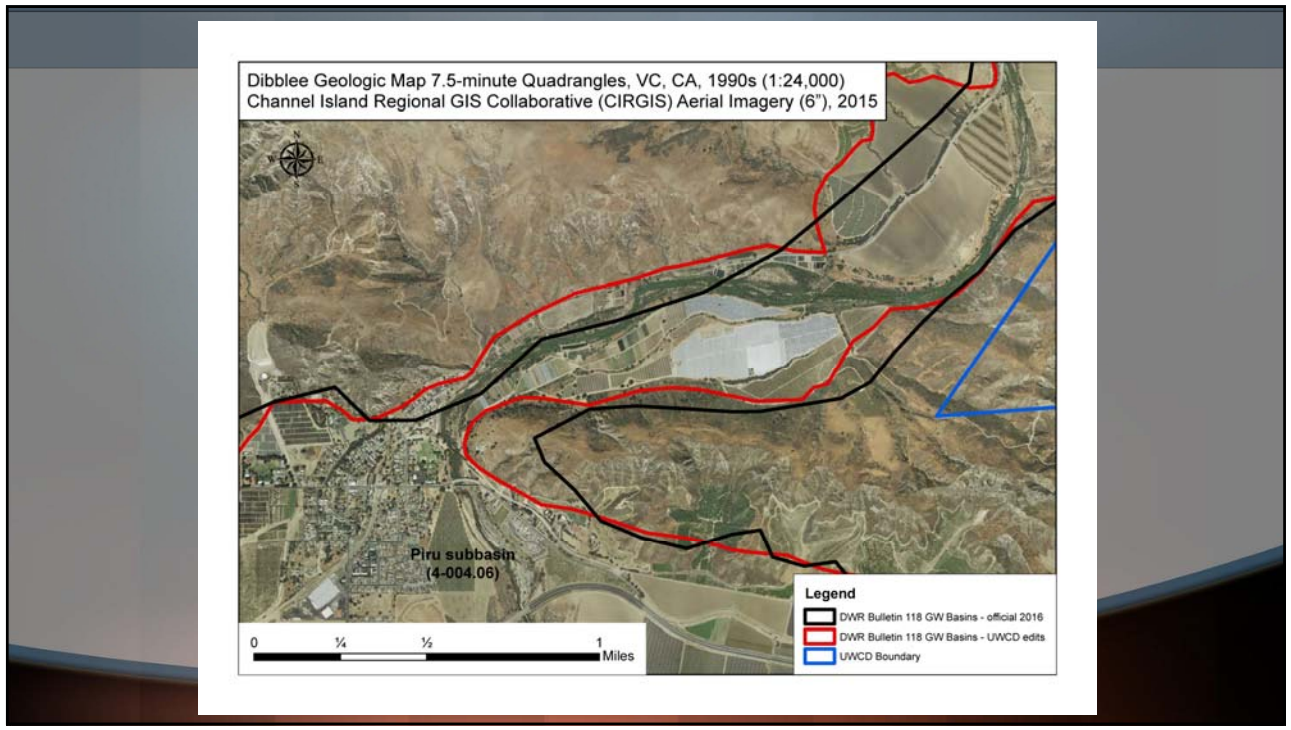 Dibblee Geologic Map 7.5-minute Quadrangles, VC, CA, 1990s (1:24,000)
Channel Island Regional GIS Collaborative (CIRGIS) Aerial Imagery (6"), 2015
N
W E
S
Piru subbasin
(4-004.06)
Legend
DWR Bulletin 118 GW Basins - official 2016
DWR Bulletin 118 GW Basins - UWCD edits
UWCD Boundary
0 ¼ ½ 1
Miles